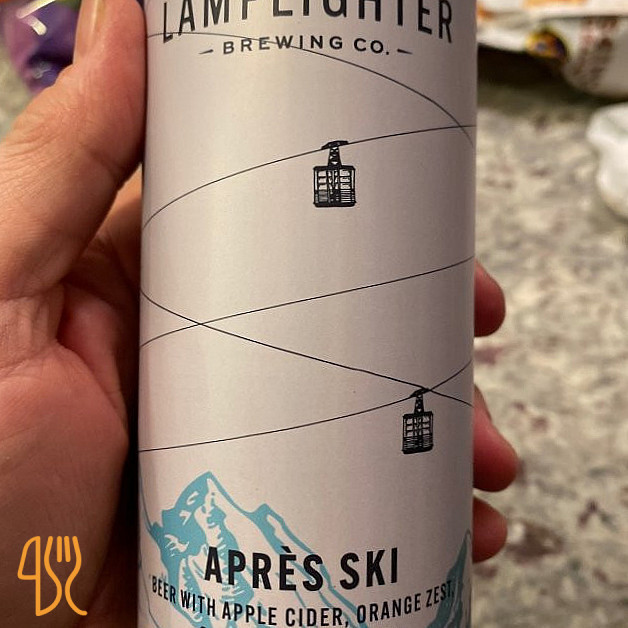 LAMPLIGHTER
BREWING CO.
APRÈS SKI
BEER WITH APPLE CIDER, ORANGE ZEST,